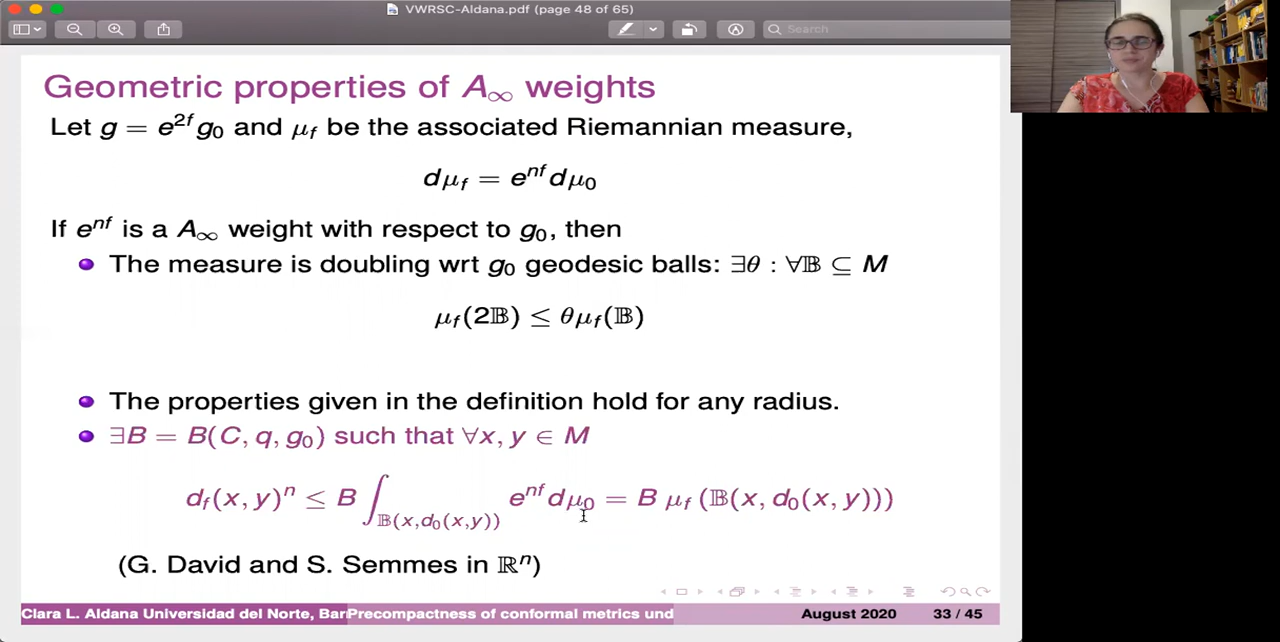 VWRSC-Aldana.pdf (page 48 of 65)
Search
Geometric properties of A∞ weights
Let g = e^{2f}g₀ and μ_f be the associated Riemannian measure,
dμ_f = e^{nf}dμ₀
If e^{nf} is a A∞ weight with respect to g₀, then
The measure is doubling wrt g₀ geodesic balls: ∃θ : ∀𝔹 ⊆ M
μ_f(2𝔹) ≤ θμ_f(𝔹)
The properties given in the definition hold for any radius.
∃B = B(C, q, g₀) such that ∀x, y ∈ M
d_f(x, y)^n ≤ B ∫_{𝔹(x,d₀(x,y))} e^{nf}dμ₀ = B μ_f (𝔹(x, d₀(x, y)))
(G. David and S. Semmes in ℝ^n)
Clara L. Aldana Universidad del Norte, Bar Precompactness of conformal metrics und August 2020 33 / 45